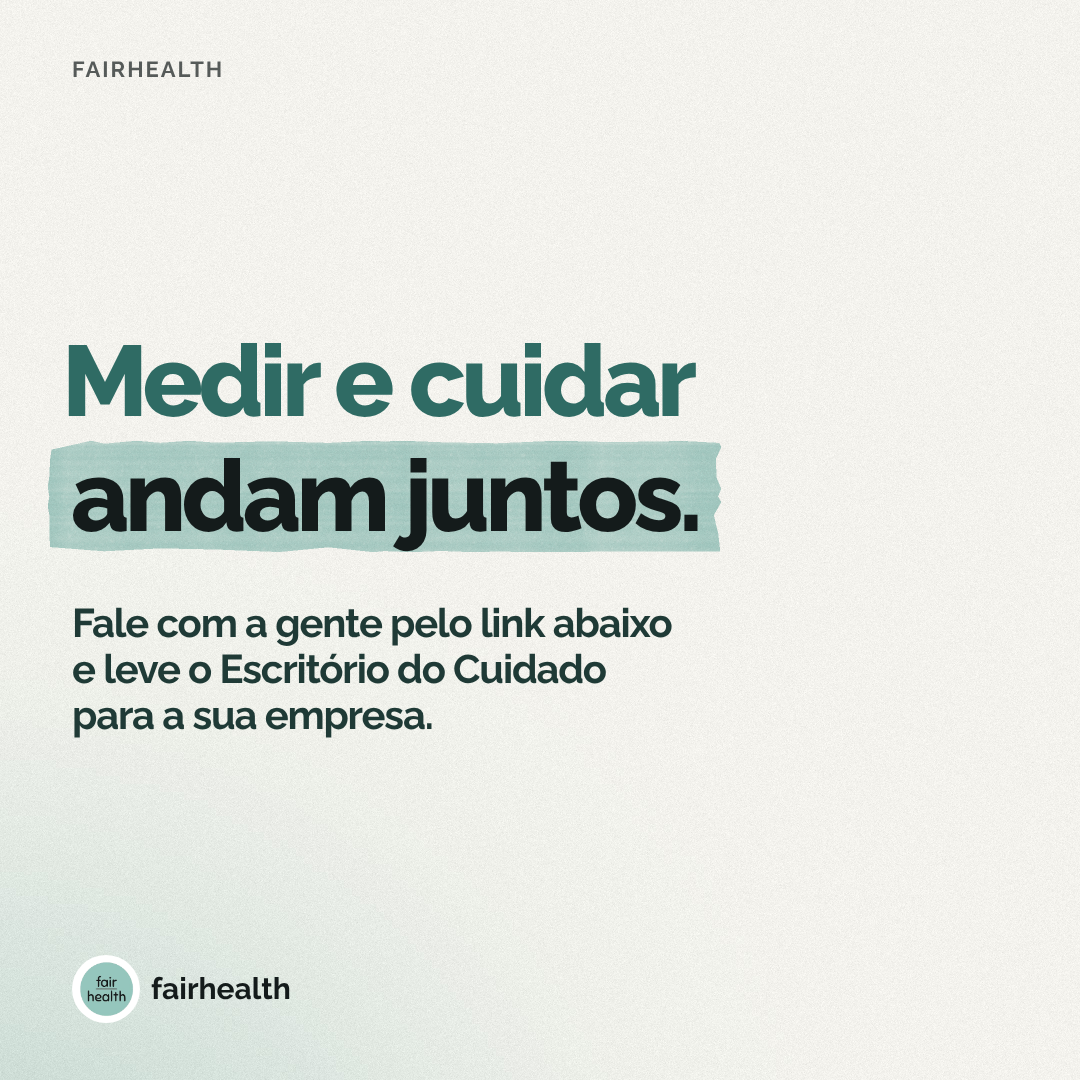 FAIRHEALTH
Medir e cuidar
andam juntos.
Fale com a gente pelo link abaixo
e leve o Escritório do Cuidado
para a sua empresa.
fair
health
fairhealth